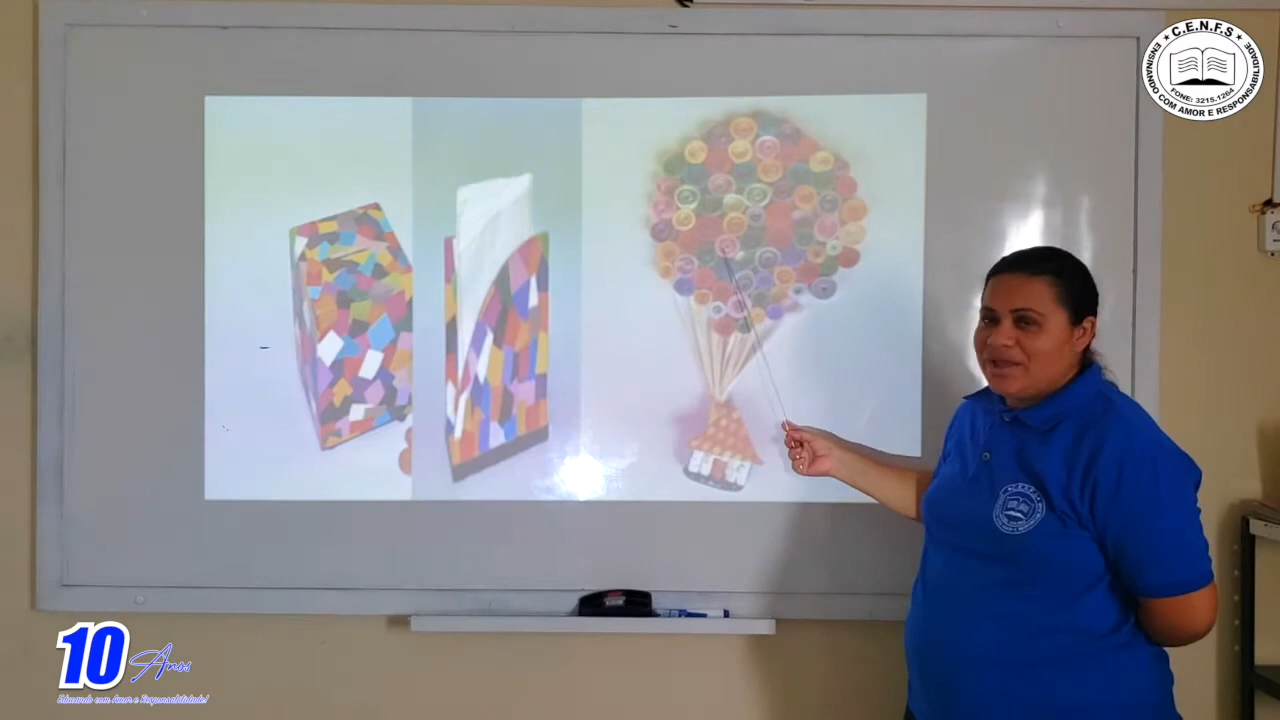 ★ C.E.N.F.S ★
ENSINANDO COM AMOR E RESPONSABILIDADE
FONE: 3215.1264
C.E.N.F.S
10 Anos
Educando com Amor e Responsabilidade!